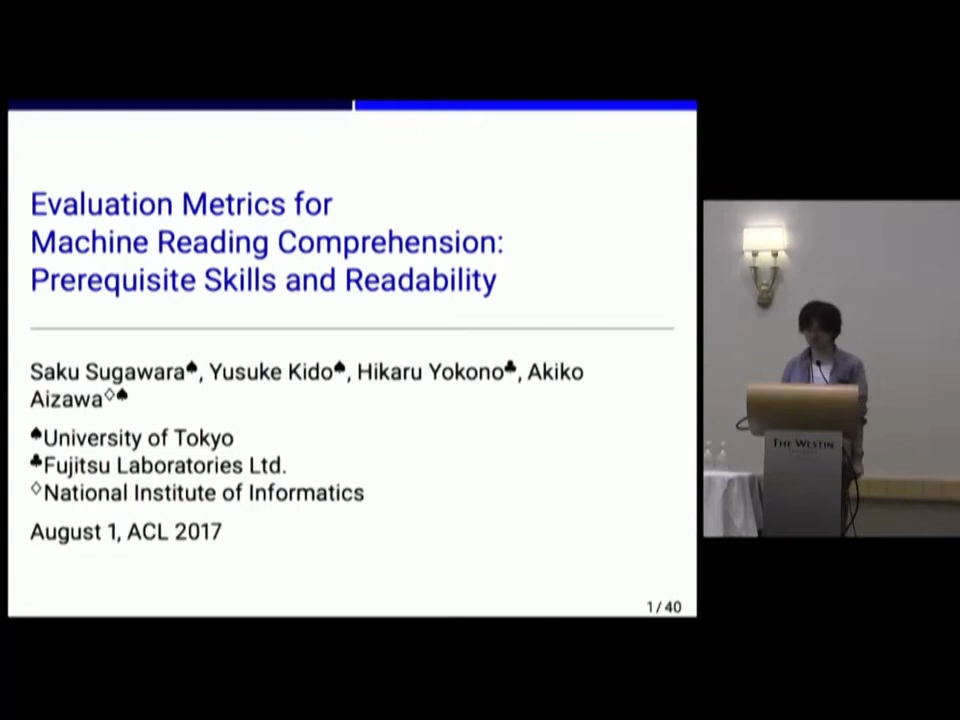 Evaluation Metrics for
Machine Reading Comprehension:
Prerequisite Skills and Readability
Saku Sugawara♠, Yusuke Kido♠, Hikaru Yokono♣, Akiko
Aizawa♢♠
♠University of Tokyo
♣Fujitsu Laboratories Ltd.
♢National Institute of Informatics
August 1, ACL 2017
1 / 40
THE WESTIN